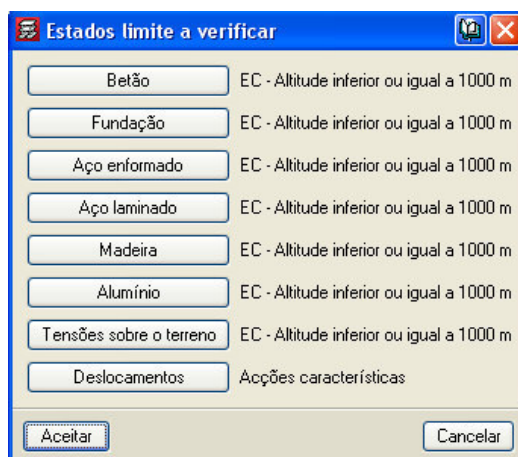 Estados limite a verificar
Betão EC - Altitude inferior ou igual a 1000 m
Fundação EC - Altitude inferior ou igual a 1000 m
Aço enformado EC - Altitude inferior ou igual a 1000 m
Aço laminado EC - Altitude inferior ou igual a 1000 m
Madeira EC - Altitude inferior ou igual a 1000 m
Alumínio EC - Altitude inferior ou igual a 1000 m
Tensões sobre o terreno EC - Altitude inferior ou igual a 1000 m
Deslocamentos Acções características
Aceitar Cancelar